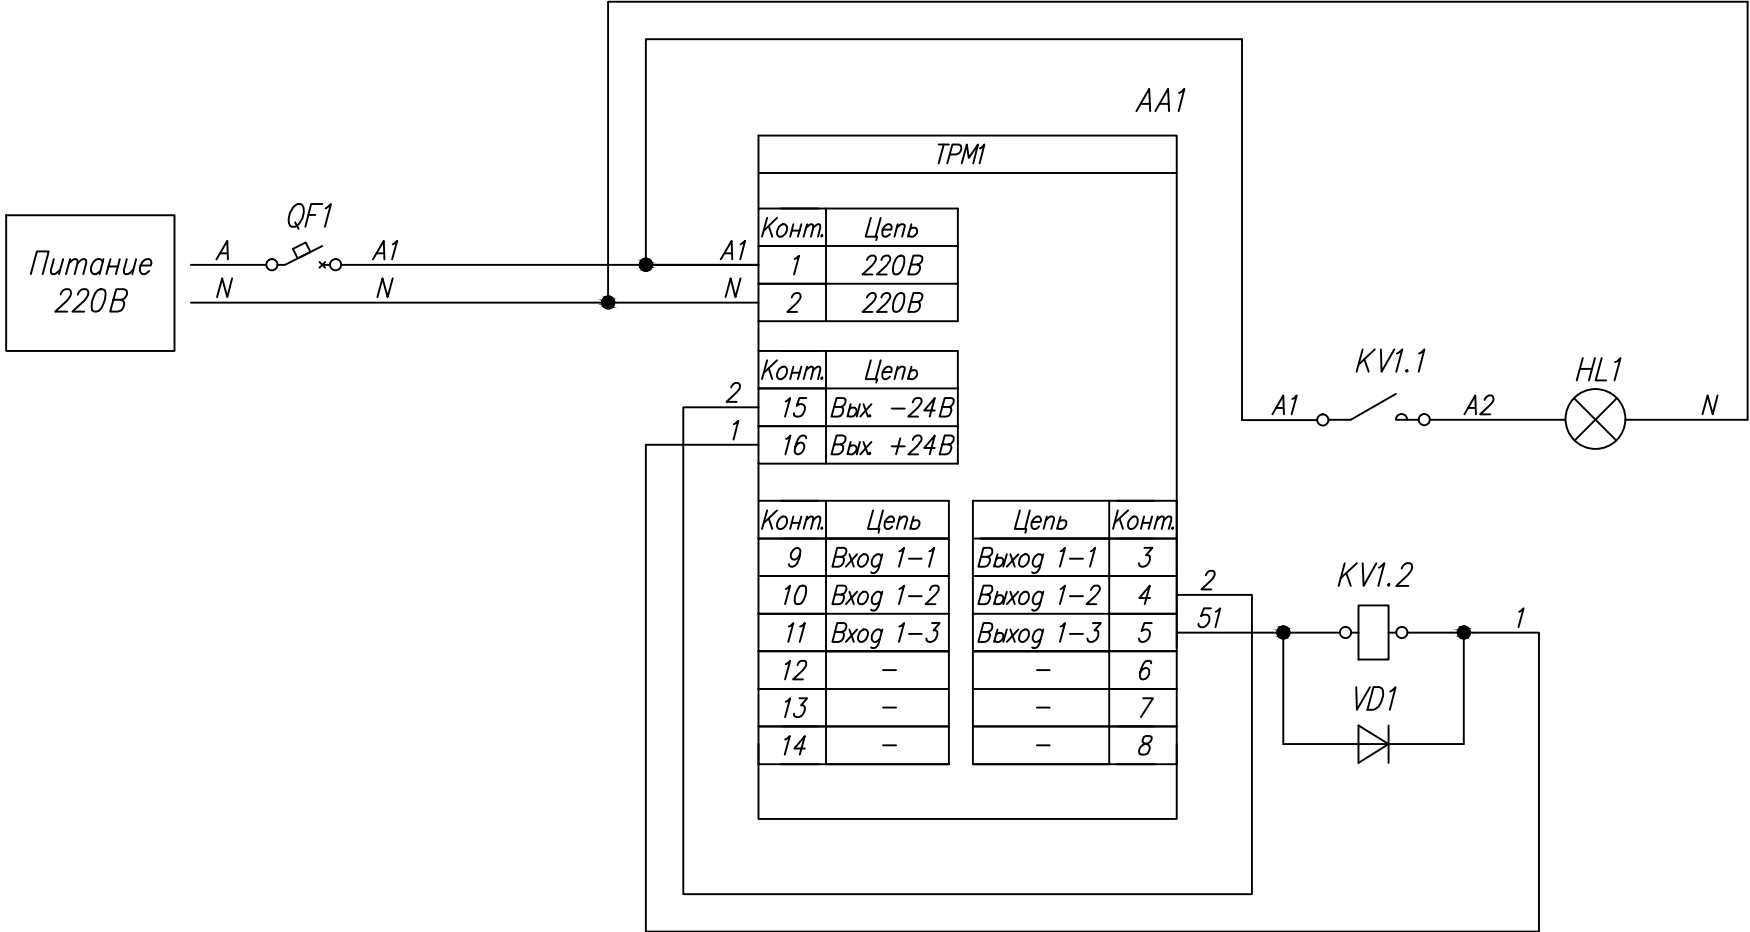 AA1
ТРМ1
QF1
Питание
220В
A
A1
A1
N
N
N
Конт. Цепь
1 220В
2 220В
Конт. Цепь
2
15 Вых. -24В
1
16 Вых. +24В
KV1.1
HL1
A1
A2
N
Конт. Цепь Цепь Конт.
9 Вход 1-1 Выход 1-1 3
10 Вход 1-2 Выход 1-2 4
11 Вход 1-3 Выход 1-3 5
12 - - 6
13 - - 7
14 - - 8
2
51
KV1.2
1
VD1